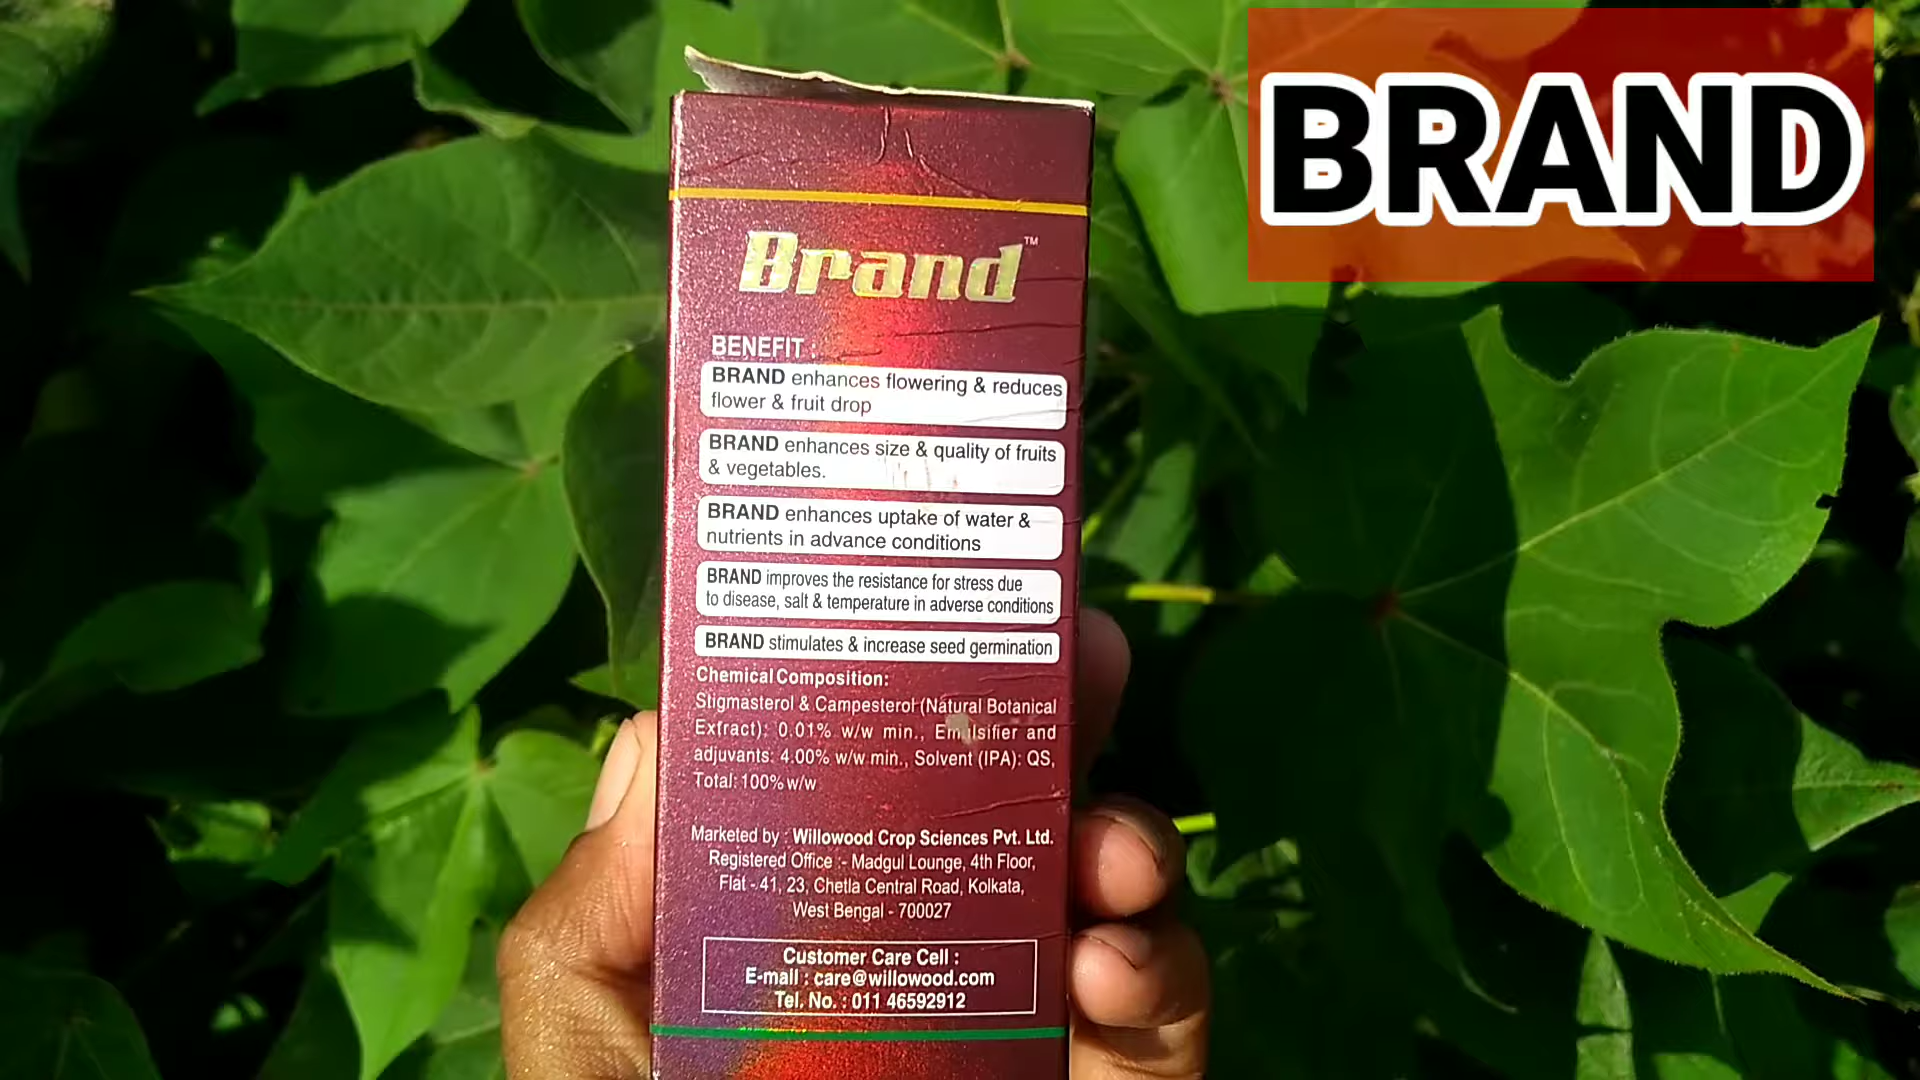 BRAND
Brand™
BENEFIT :
BRAND enhances flowering & reduces
flower & fruit drop
BRAND enhances size & quality of fruits
& vegetables.
BRAND enhances uptake of water &
nutrients in advance conditions
BRAND improves the resistance for stress due
to disease, salt & temperature in adverse conditions
BRAND stimulates & increase seed germination
Chemical Composition:
Stigmasterol & Campesterol (Natural Botanical
Exfract): 0.01% w/w min., Emulsifier and
adjuvants: 4.00% w/w min., Solvent (IPA): QS,
Total: 100% w/w
Marketed by : Willowood Crop Sciences Pvt. Ltd.
Registered Office :- Madgul Lounge, 4th Floor,
Flat - 41, 23, Chetla Central Road, Kolkata,
West Bengal - 700027
Customer Care Cell :
E-mail : care@willowood.com
Tel. No. : 011 46592912